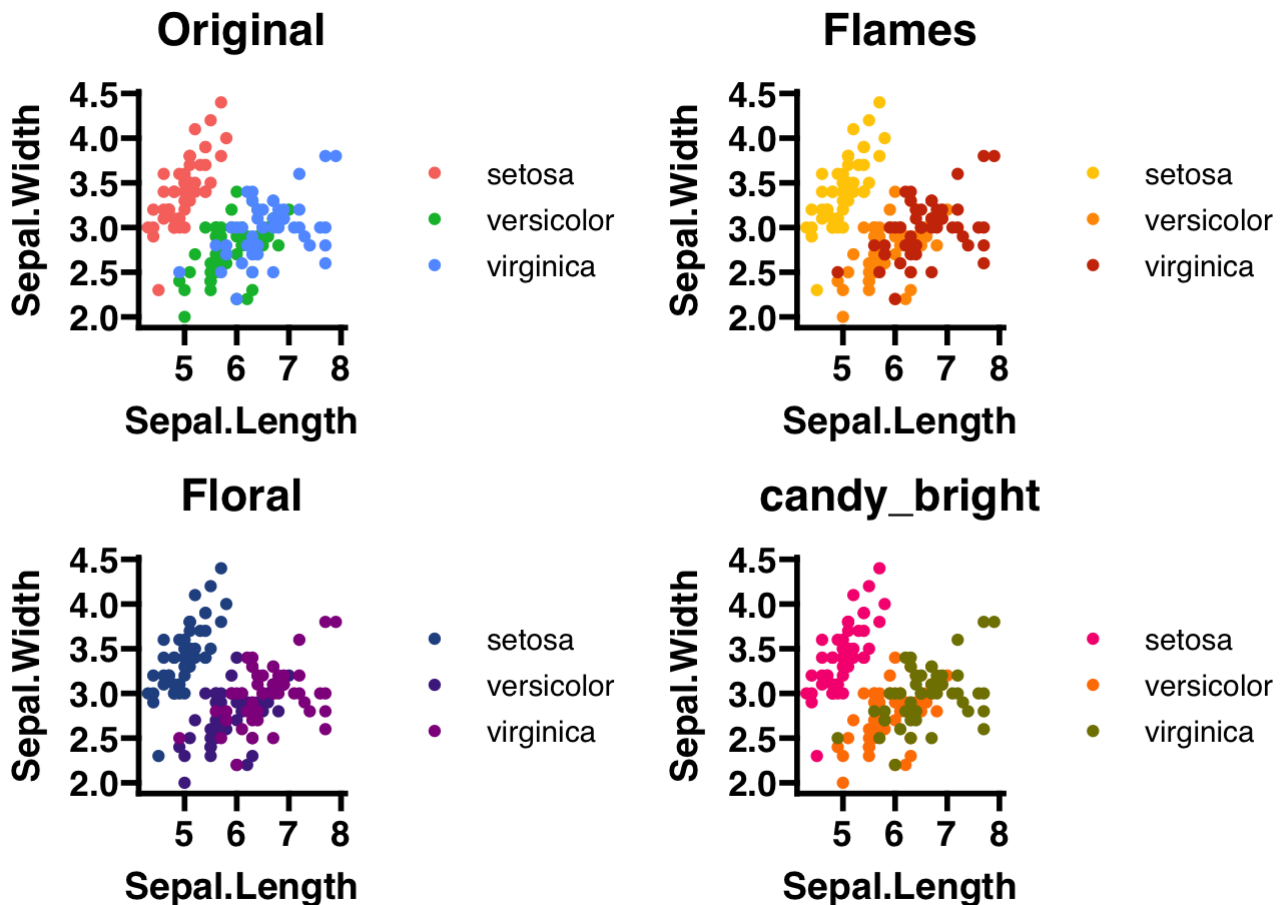 Original
Sepal.Width
4.5
4.0
3.5
3.0
2.5
2.0
5 6 7 8
Sepal.Length
setosa
versicolor
virginica
Flames
Sepal.Width
4.5
4.0
3.5
3.0
2.5
2.0
5 6 7 8
Sepal.Length
setosa
versicolor
virginica
Floral
Sepal.Width
4.5
4.0
3.5
3.0
2.5
2.0
5 6 7 8
Sepal.Length
setosa
versicolor
virginica
candy_bright
Sepal.Width
4.5
4.0
3.5
3.0
2.5
2.0
5 6 7 8
Sepal.Length
setosa
versicolor
virginica